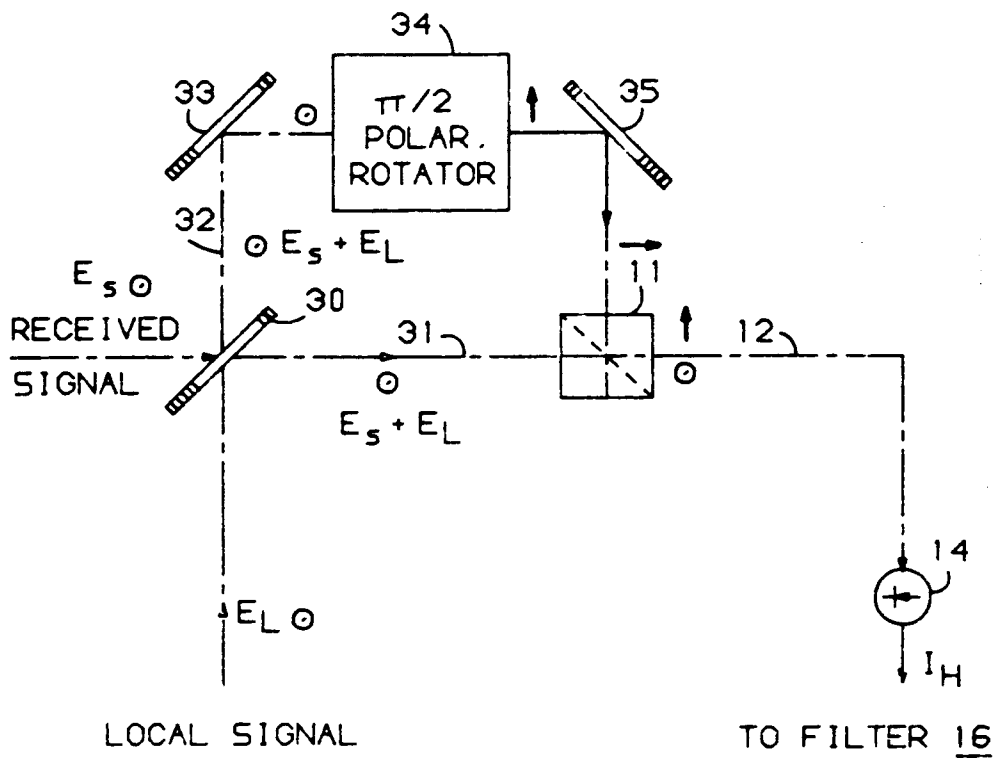 34
33
35
π/2
POLAR.
ROTATOR
32
E_s + E_L
E_s
11
30
RECEIVED
SIGNAL
31
12
E_s + E_L
14
E_L
I_H
LOCAL SIGNAL
TO FILTER 16